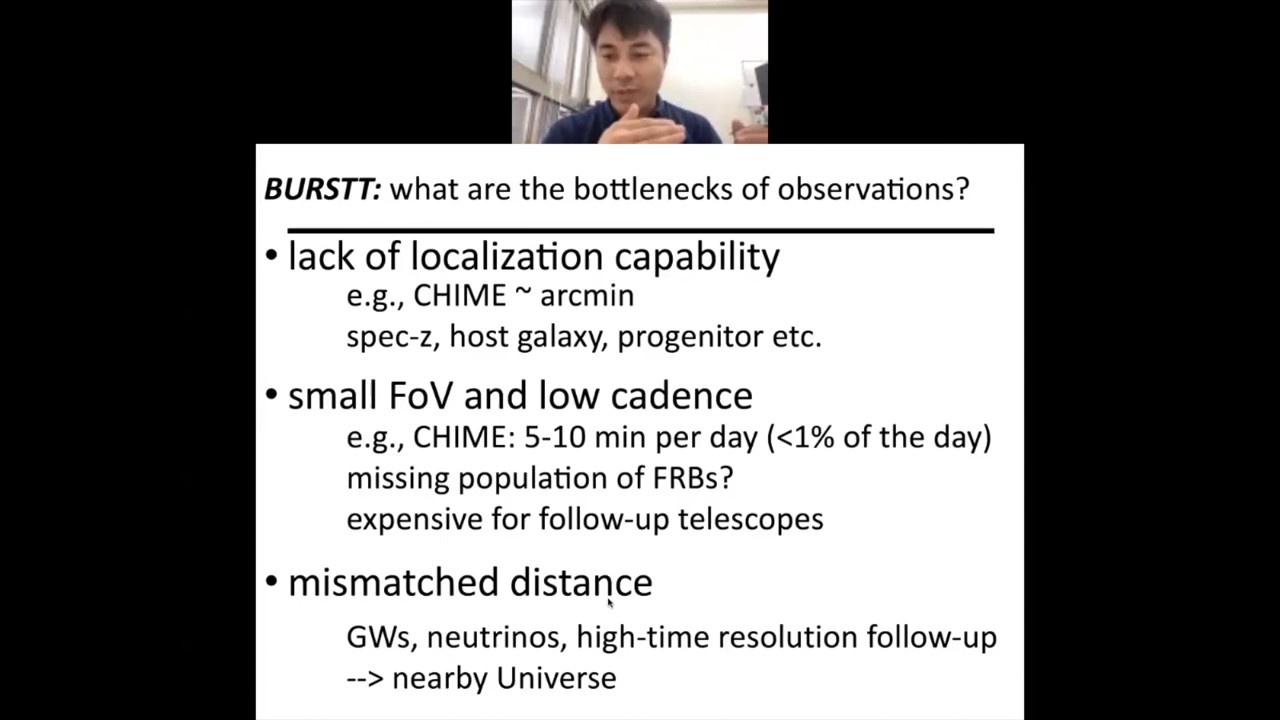 BURSTT: what are the bottlenecks of observations?
• lack of localization capability
e.g., CHIME ~ arcmin
spec-z, host galaxy, progenitor etc.
• small FoV and low cadence
e.g., CHIME: 5-10 min per day (<1% of the day)
missing population of FRBs?
expensive for follow-up telescopes
• mismatched distance
GWs, neutrinos, high-time resolution follow-up
--> nearby Universe